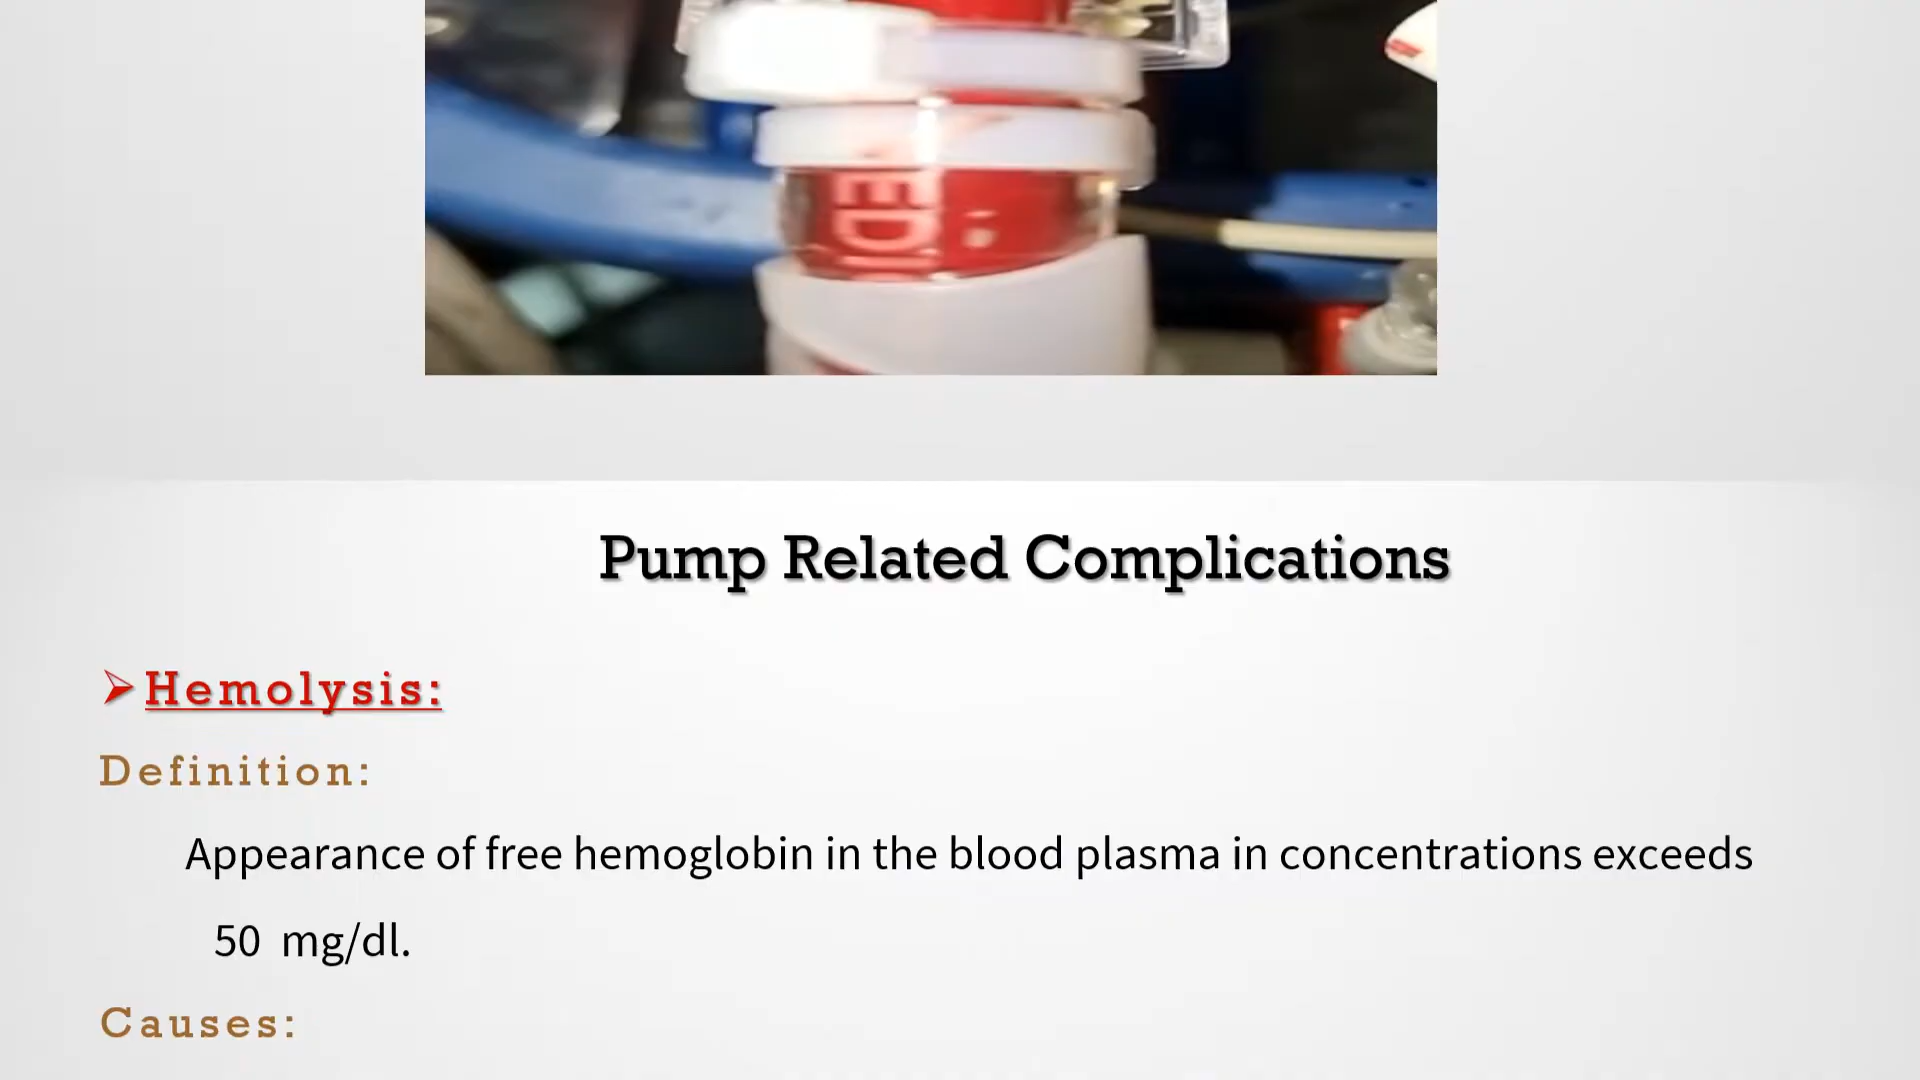 EDI
Pump Related Complications
Hemolysis:
Definition:
Appearance of free hemoglobin in the blood plasma in concentrations exceeds
50 mg/dl.
Causes: